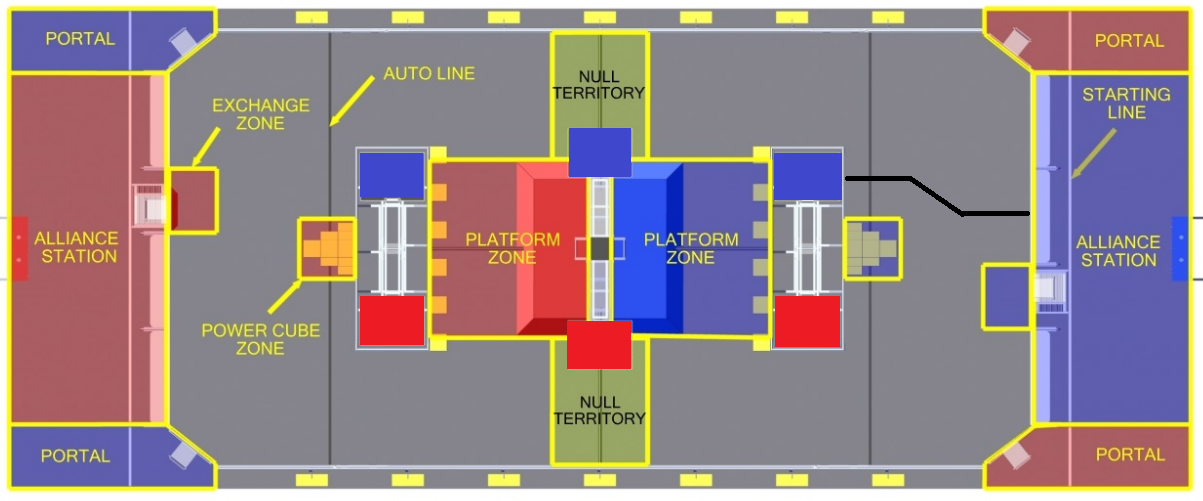 PORTAL
AUTO LINE
NULL
TERRITORY
PORTAL
EXCHANGE
ZONE
STARTING
LINE
ALLIANCE
STATION
PLATFORM
ZONE
PLATFORM
ZONE
ALLIANCE
STATION
POWER CUBE
ZONE
NULL
TERRITORY
PORTAL
PORTAL